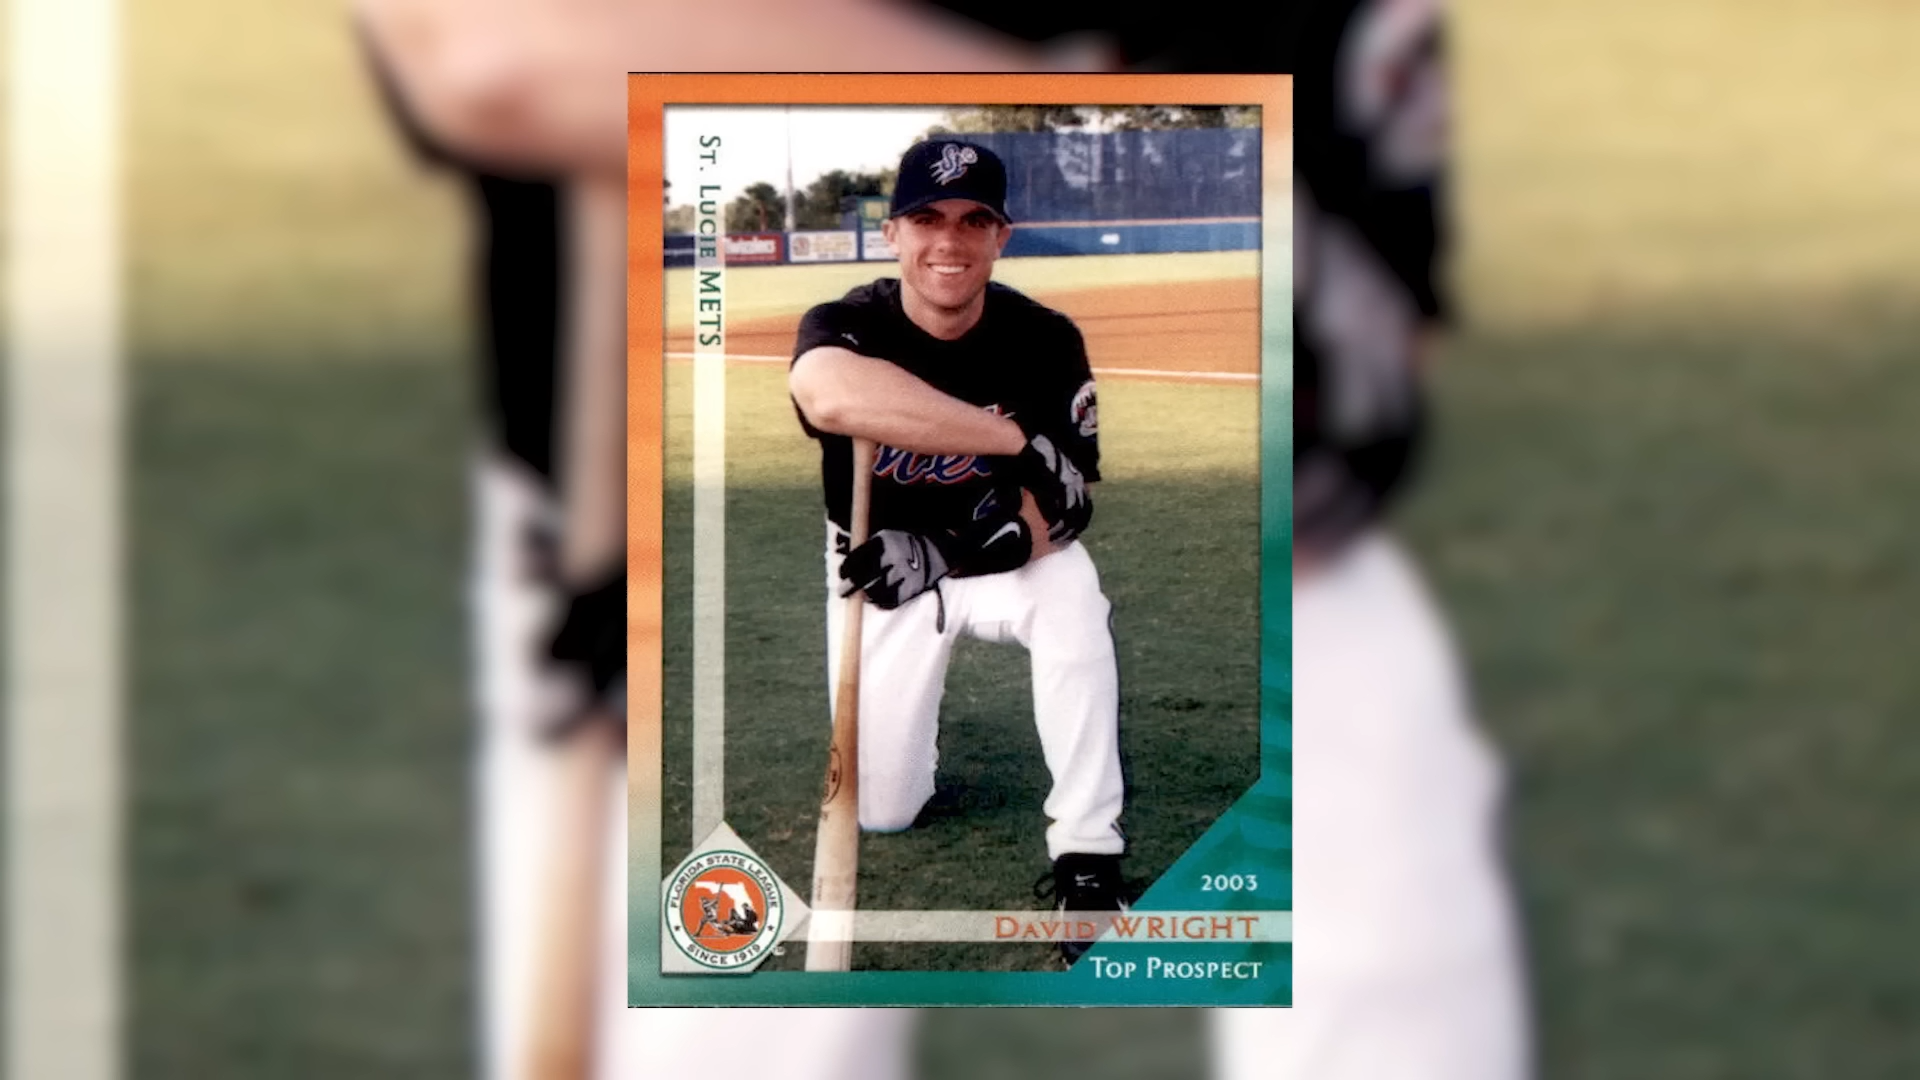 St. Lucie METS
FLORIDA STATE LEAGUE
SINCE 1919
2003
DAVID WRIGHT
TOP PROSPECT